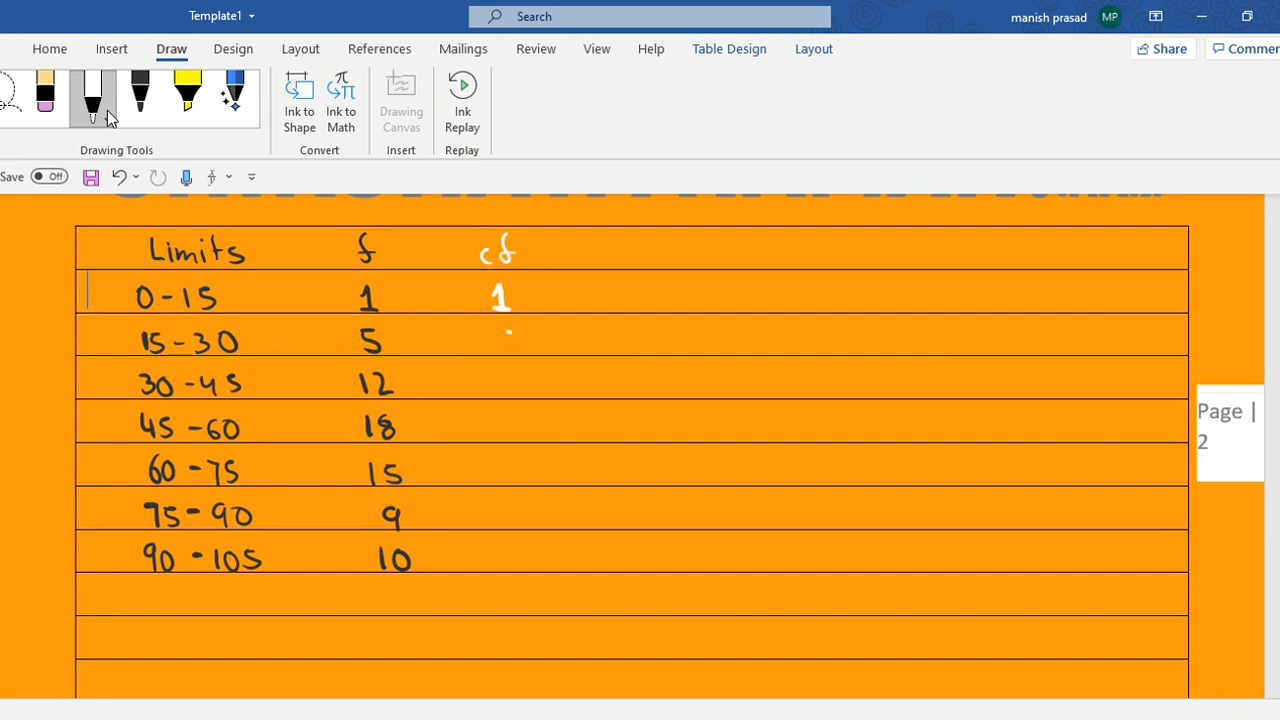 Template1
Search
manish prasad MP
Home Insert Draw Design Layout References Mailings Review View Help Table Design Layout Share
Ink to Shape
Ink to Math
Drawing Canvas
Ink Replay
Drawing Tools Convert Insert Replay
Save Off
Limits f cf
0-15 1 1
15-30 5
30-45 12
45-60 18
60-75 15
75-90 9
90-105 10
Page |
2